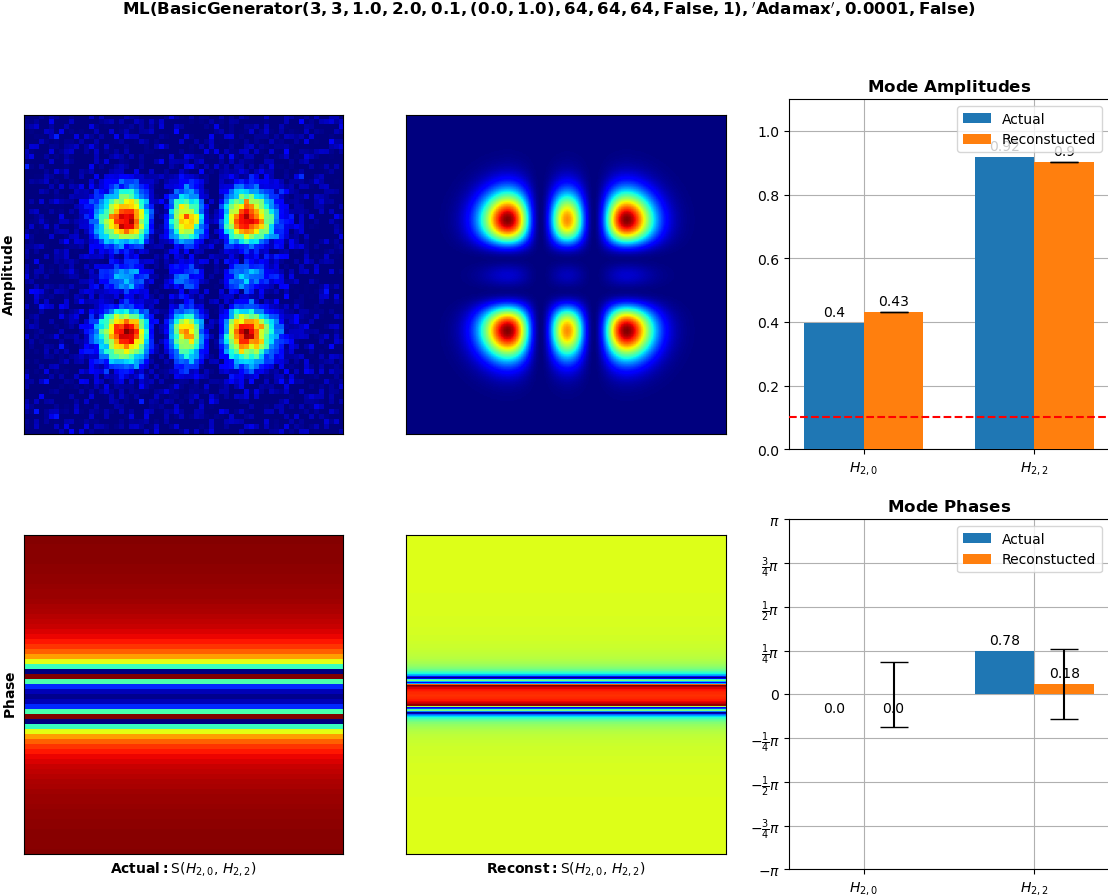 ML(BasicGenerator(3, 3, 1.0, 2.0, 0.1, (0.0, 1.0), 64, 64, 64, False, 1), ′Adamax′, 0.0001, False)
Mode Amplitudes
Actual
Reconstucted
1.0
0.8
0.6
0.4
0.2
0.0
0.92
0.9
0.4
0.43
H2,0
H2,2
Amplitude
Mode Phases
Actual
Reconstucted
π
3/4π
1/2π
1/4π
0
−1/4π
−1/2π
−3/4π
−π
0.78
0.18
0.0
0.0
H2,0
H2,2
Phase
Actual: S(H2,0, H2,2)
Reconst: S(H2,0, H2,2)